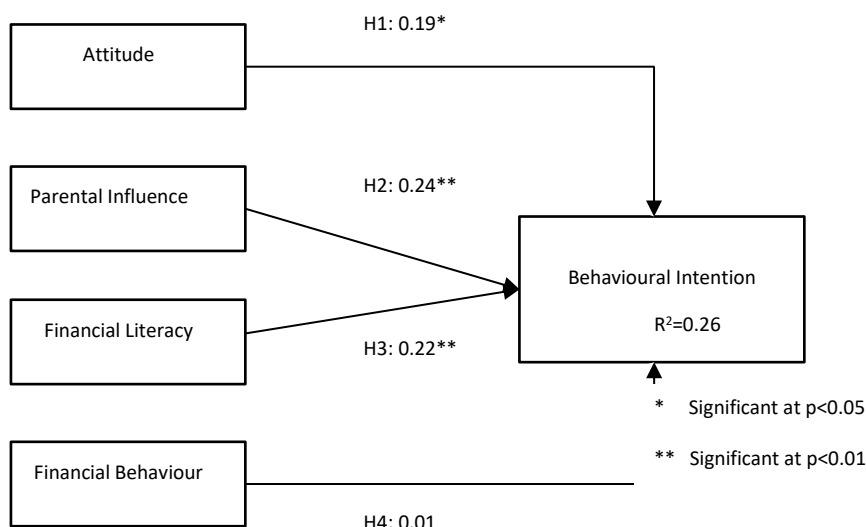 H1: 0.19*
Attitude
H2: 0.24**
Parental Influence
Behavioural Intention
Financial Literacy
R²=0.26
H3: 0.22**
* Significant at p<0.05
** Significant at p<0.01
Financial Behaviour
H4: 0.01